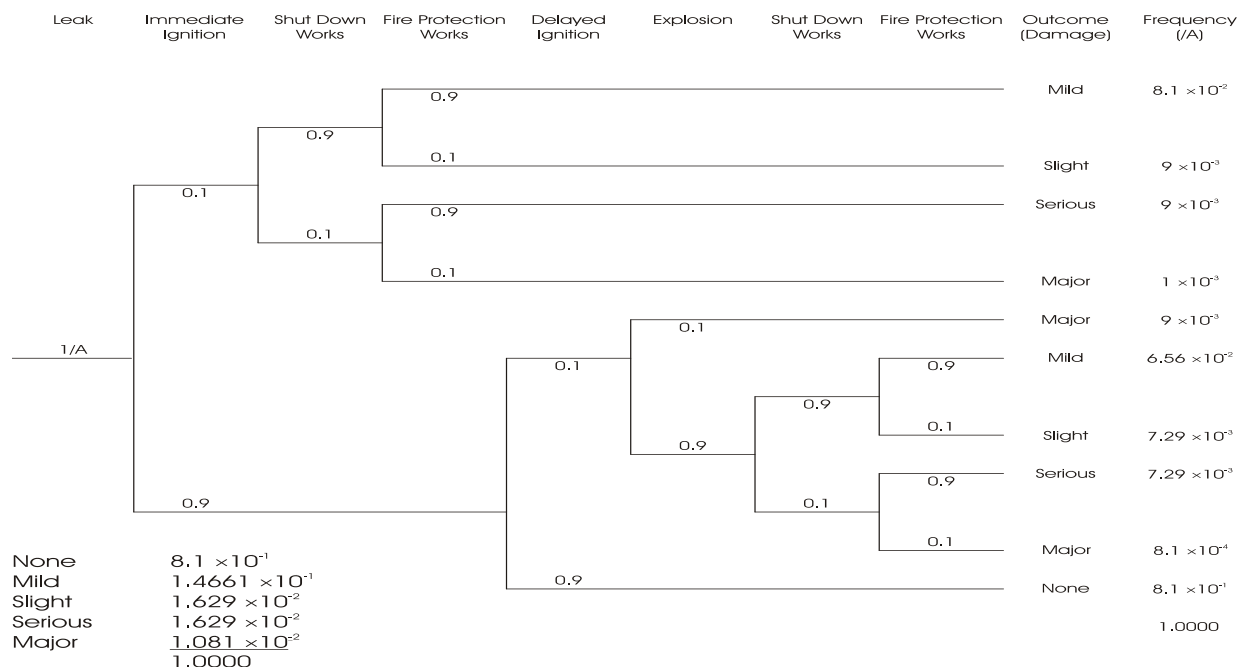 Leak Immediate Ignition Shut Down Works Fire Protection Works Delayed Ignition Explosion Shut Down Works Fire Protection Works Outcome (Damage) Frequency (/A)
0.9 Mild 8.1 ×10⁻²
0.9
0.1 Slight 9 ×10⁻³
0.1
0.9 Serious 9 ×10⁻³
0.1
0.1 Major 1 ×10⁻³
0.1 Major 9 ×10⁻³
1/A
0.1 0.9 Mild 6.56 ×10⁻²
0.9
0.1 Slight 7.29 ×10⁻³
0.9
0.9 Serious 7.29 ×10⁻³
0.9 0.1
0.1 Major 8.1 ×10⁻⁴
0.9 None 8.1 ×10⁻¹
1.0000
None 8.1 ×10⁻¹
Mild 1.4661 ×10⁻¹
Slight 1.629 ×10⁻²
Serious 1.629 ×10⁻²
Major 1.081 ×10⁻²
1.0000